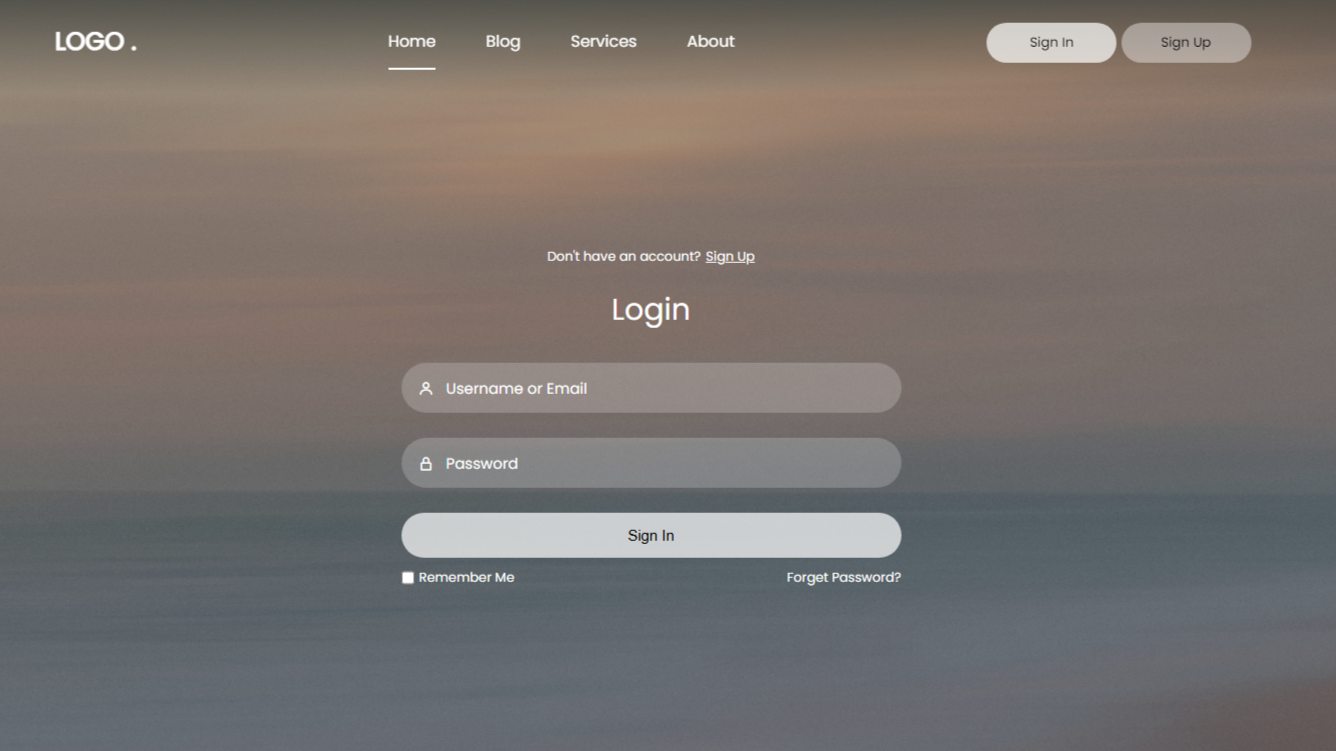 LOGO .
Home Blog Services About
Sign In Sign Up
Don't have an account? Sign Up
Login
Username or Email
Password
Sign In
Remember Me Forget Password?